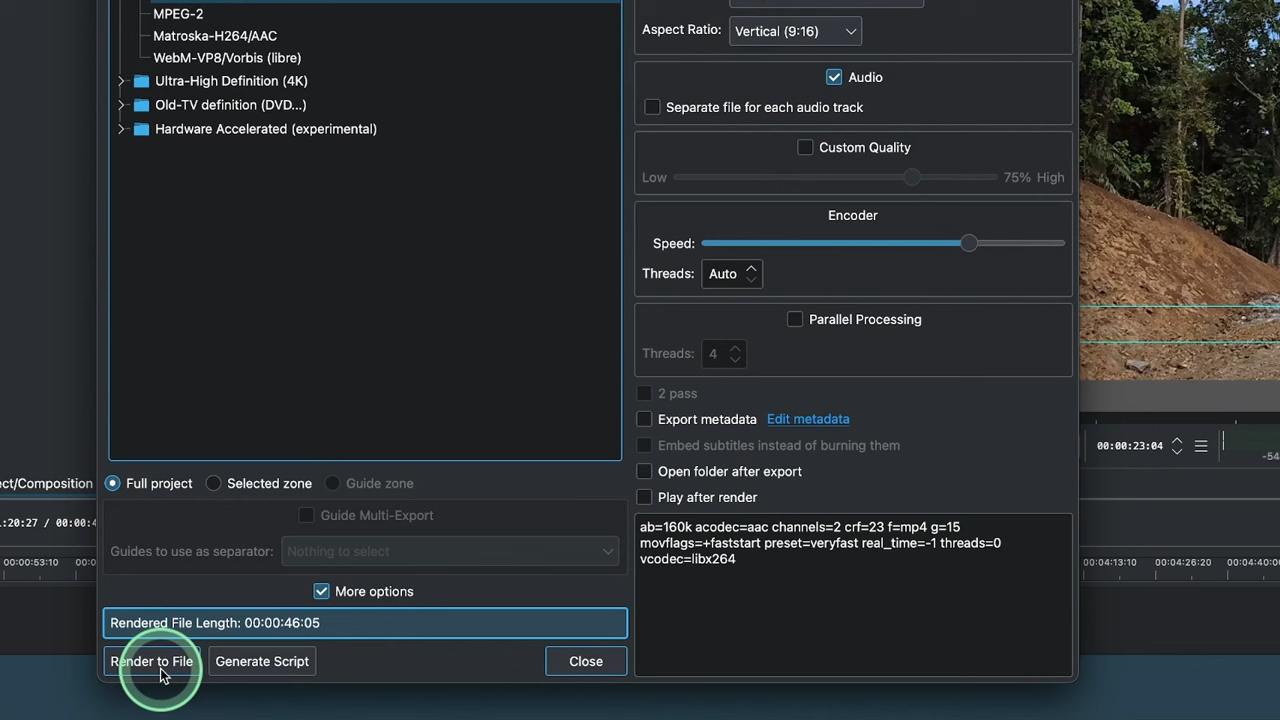 MPEG-2
Matroska-H264/AAC
WebM-VP8/Vorbis (libre)
Ultra-High Definition (4K)
Old-TV definition (DVD...)
Hardware Accelerated (experimental)
Full project Selected zone Guide zone
Guide Multi-Export
Guides to use as separator: Nothing to select
More options
Rendered File Length: 00:00:46:05
Render to File Generate Script Close
Aspect Ratio: Vertical (9:16)
Audio
Separate file for each audio track
Custom Quality
Low 75% High
Encoder
Speed:
Threads: Auto
Parallel Processing
Threads: 4
2 pass
Export metadata Edit metadata
Embed subtitles instead of burning them
Open folder after export
Play after render
ab=160k acodec=aac channels=2 crf=23 f=mp4 g=15
movflags=+faststart preset=veryfast real_time=-1 threads=0
vcodec=libx264
ect/Composition
:20:27 / 00:00:4
00:00:53:10 00:0
00:00:23:04
-54
04:13:10 00:04:26:20 00:04:40:0